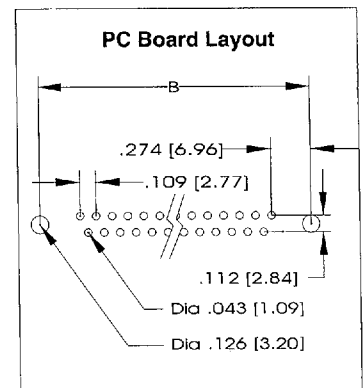 PC Board Layout
B
.274 [6.96]
.109 [2.77]
.112 [2.84]
Dia .043 [1.09]
Dia .126 [3.20]